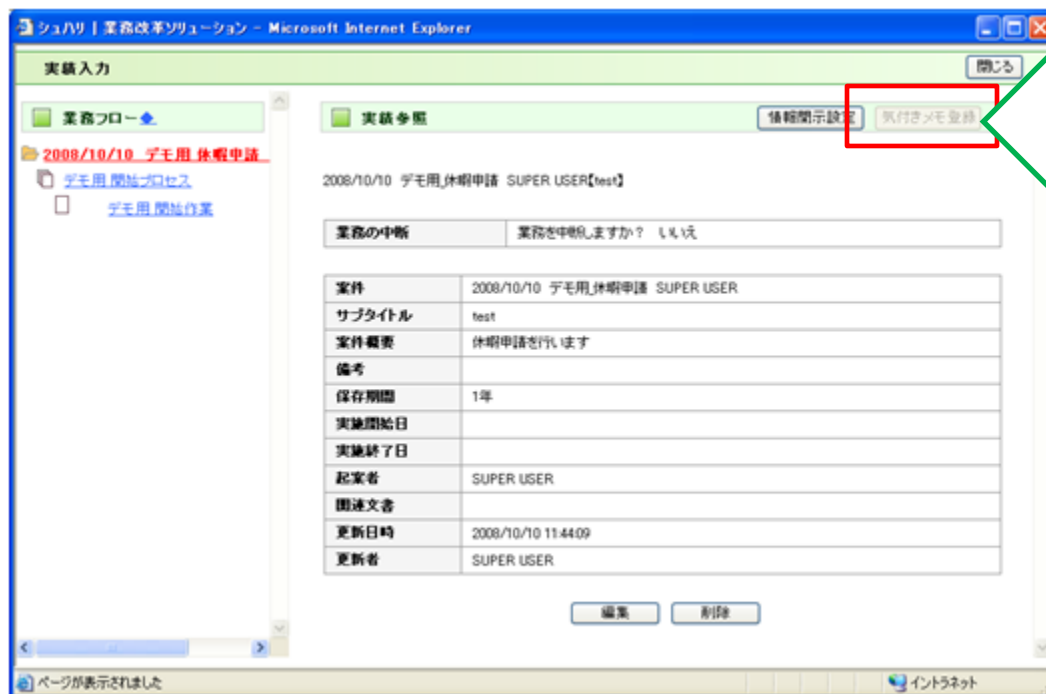 シュハリ | 業務改革ソリューション - Microsoft Internet Explorer
実績入力
閉じる
業務フロー
実績参照
情報開示設定
気付きメモ登録
2008/10/10 デモ用_休暇申請
デモ用_開始プロセス
デモ用_開始作業
2008/10/10 デモ用_休暇申請 SUPER USER【test】
業務の中断 業務を中断しますか? いいえ
案件 2008/10/10 デモ用_休暇申請 SUPER USER
サブタイトル test
案件概要 休暇申請を行います
備考
保存期間 1年
実施開始日
実施終了日
起案者 SUPER USER
関連文書
更新日時 2008/10/10 11:44:09
更新者 SUPER USER
編集 削除
ページが表示されました イントラネット